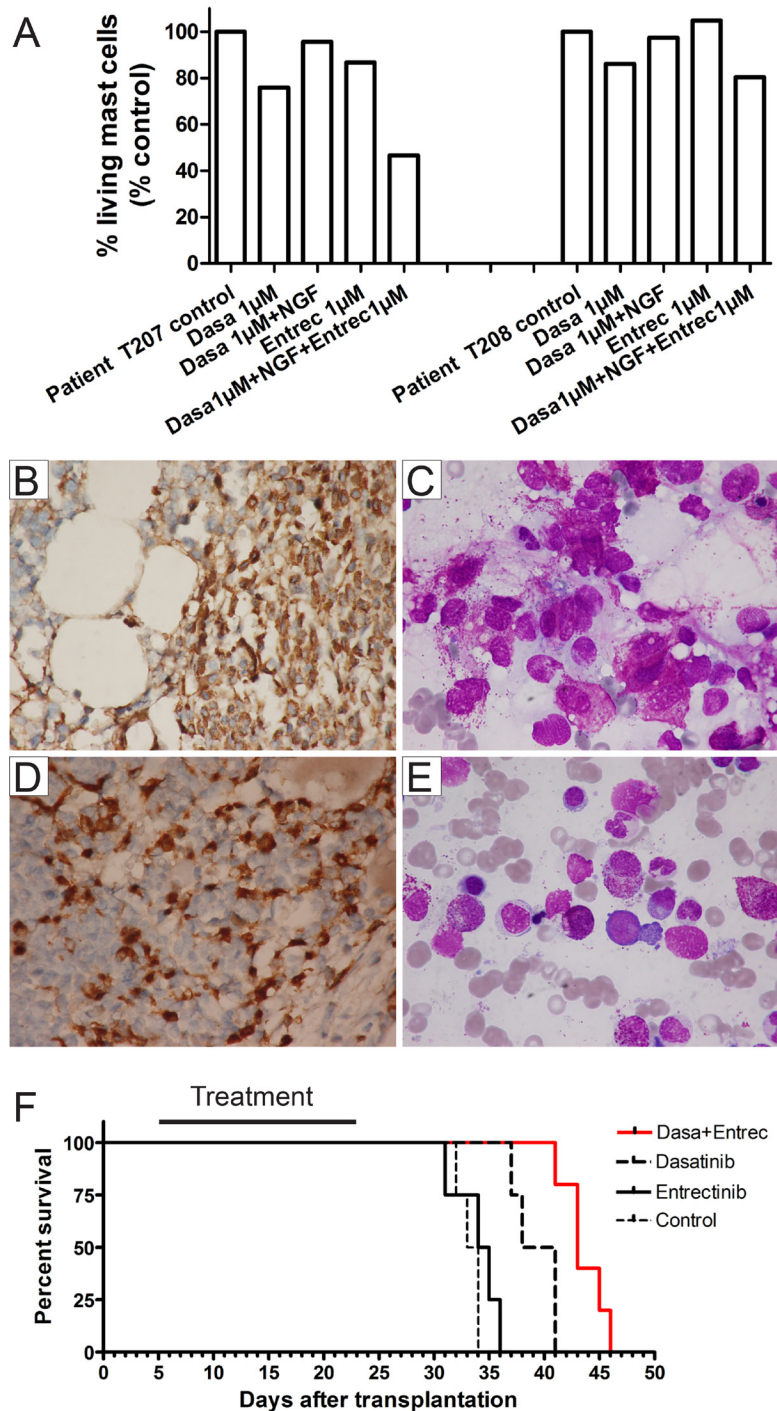 A
% living mast cells
(% control)
100
80
60
40
20
0
Patient T207 control
Dasa 1µM
Dasa 1µM+NGF
Entrec 1µM
Dasa1µM+NGF+Entrec1µM
Patient T208 control
Dasa 1µM
Dasa 1µM+NGF
Entrec 1µM
Dasa1µM+NGF+Entrec1µM
B
C
D
E
F
Treatment
Percent survival
100
75
50
25
0
0 5 10 15 20 25 30 35 40 45 50
Days after transplantation
Dasa+Entrec
Dasatinib
Entrectinib
Control